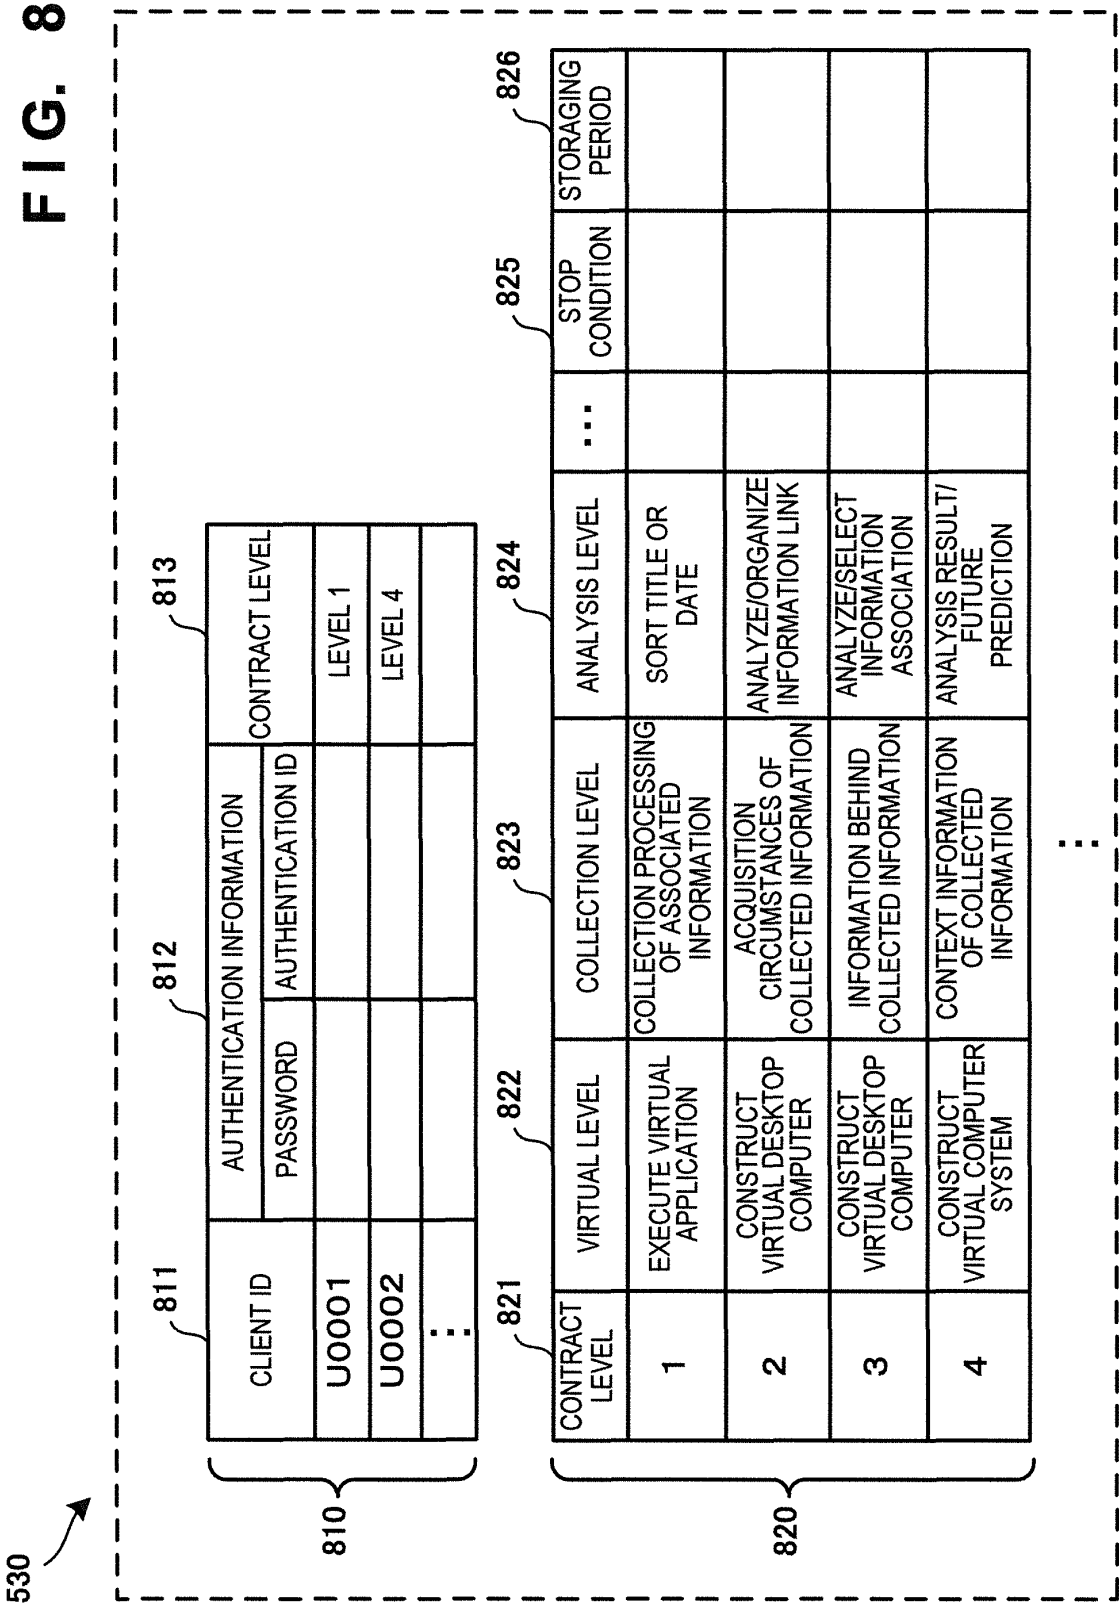 FIG. 8
530
811
812
813
CLIENT ID
AUTHENTICATION INFORMATION
CONTRACT LEVEL
PASSWORD
AUTHENTICATION ID
U0001
LEVEL 1
U0002
LEVEL 4
⋮
810
821
822
823
824
825
826
CONTRACT
LEVEL
VIRTUAL LEVEL
COLLECTION LEVEL
ANALYSIS LEVEL
...
STOP
CONDITION
STORAGING
PERIOD
1
EXECUTE VIRTUAL
APPLICATION
COLLECTION PROCESSING
OF ASSOCIATED
INFORMATION
SORT TITLE OR
DATE
2
CONSTRUCT
VIRTUAL DESKTOP
COMPUTER
ACQUISITION
CIRCUMSTANCES OF
COLLECTED INFORMATION
ANALYZE/ORGANIZE
INFORMATION LINK
3
CONSTRUCT
VIRTUAL DESKTOP
COMPUTER
INFORMATION BEHIND
COLLECTED INFORMATION
ANALYZE/SELECT
INFORMATION
ASSOCIATION
4
CONSTRUCT
VIRTUAL COMPUTER
SYSTEM
CONTEXT INFORMATION
OF COLLECTED
INFORMATION
ANALYSIS RESULT/
FUTURE
PREDICTION
820
⋮